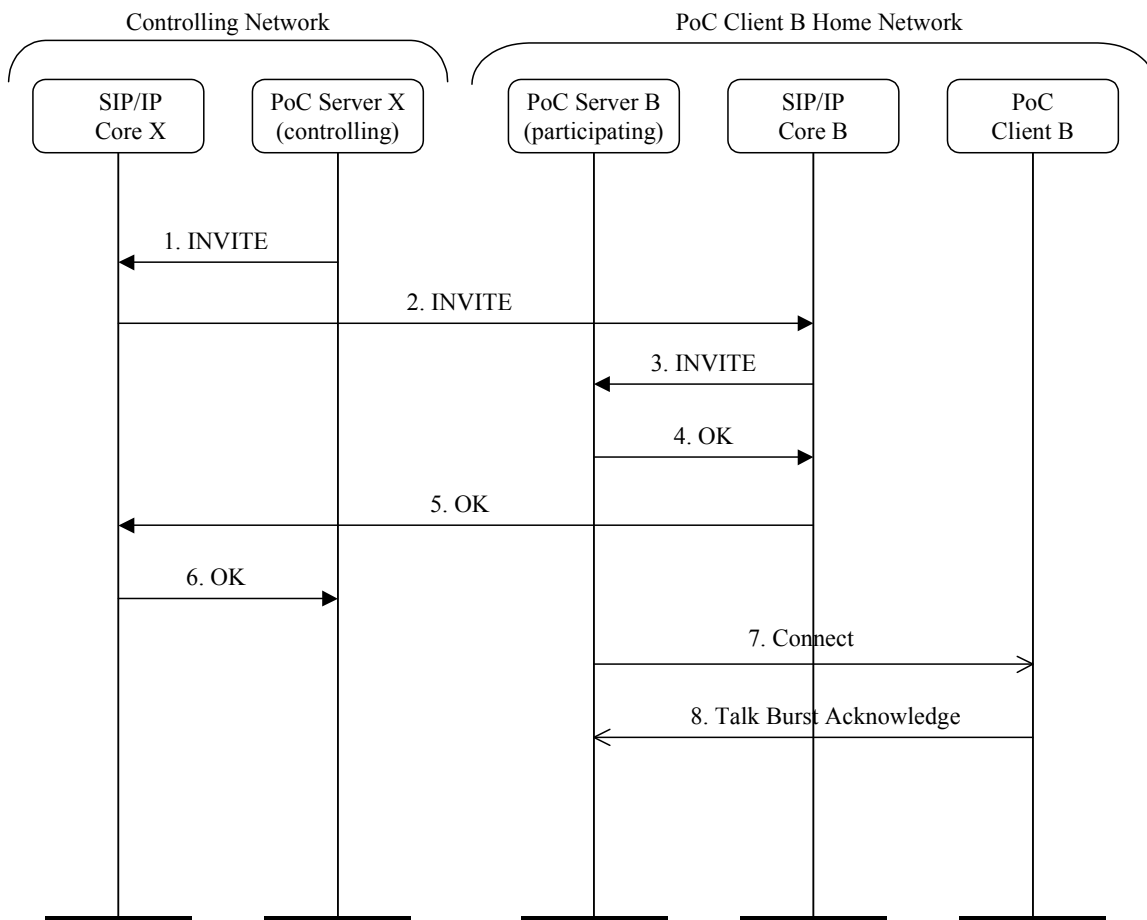 Controlling Network
PoC Client B Home Network
SIP/IP
Core X
PoC Server X
(controlling)
PoC Server B
(participating)
SIP/IP
Core B
PoC
Client B
1. INVITE
2. INVITE
3. INVITE
4. OK
5. OK
6. OK
7. Connect
8. Talk Burst Acknowledge